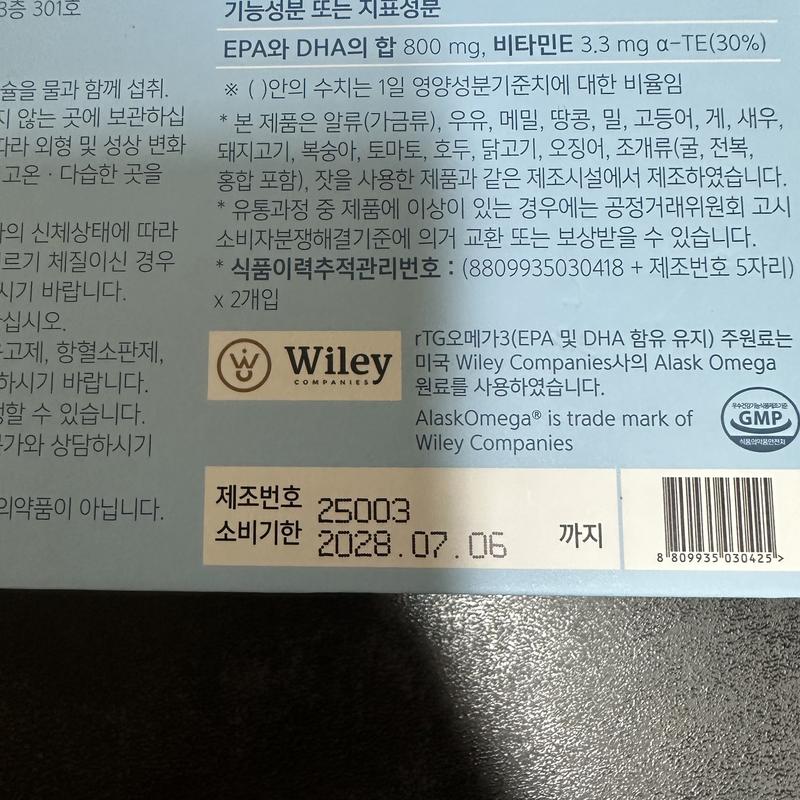 3층 301호
슐을 물과 함께 섭취.
지 않는 곳에 보관하십
따라 외형 및 성상 변화
고온 · 다습한 곳을
의 신체상태에 따라
르기 체질이신 경우
시기 바랍니다.
십시오.
고제, 항혈소판제,
하시기 바랍니다.
할 수 있습니다.
가와 상담하시기
의약품이 아닙니다.
기능성분 또는 지표성분
EPA와 DHA의 합 800 mg, 비타민E 3.3 mg α-TE(30%)
※ ( )안의 수치는 1일 영양성분기준치에 대한 비율임
* 본 제품은 알류(가금류), 우유, 메밀, 땅콩, 밀, 고등어, 게, 새우,
돼지고기, 복숭아, 토마토, 호두, 닭고기, 오징어, 조개류(굴, 전복,
홍합 포함), 잣을 사용한 제품과 같은 제조시설에서 제조하였습니다.
* 유통과정 중 제품에 이상이 있는 경우에는 공정거래위원회 고시
소비자분쟁해결기준에 의거 교환 또는 보상받을 수 있습니다.
* 식품이력추적관리번호 : (8809935030418 + 제조번호 5자리)
x 2개입
Wiley
COMPANIES
rTG오메가3(EPA 및 DHA 함유 유지) 주원료는
미국 Wiley Companies사의 Alask Omega
원료를 사용하였습니다.
AlaskOmega® is trade mark of
Wiley Companies
우수건강기능식품제조기준
GMP
식품의약품안전처
제조번호 25003
소비기한 2028.07.06 까지
8 809935 030425 >